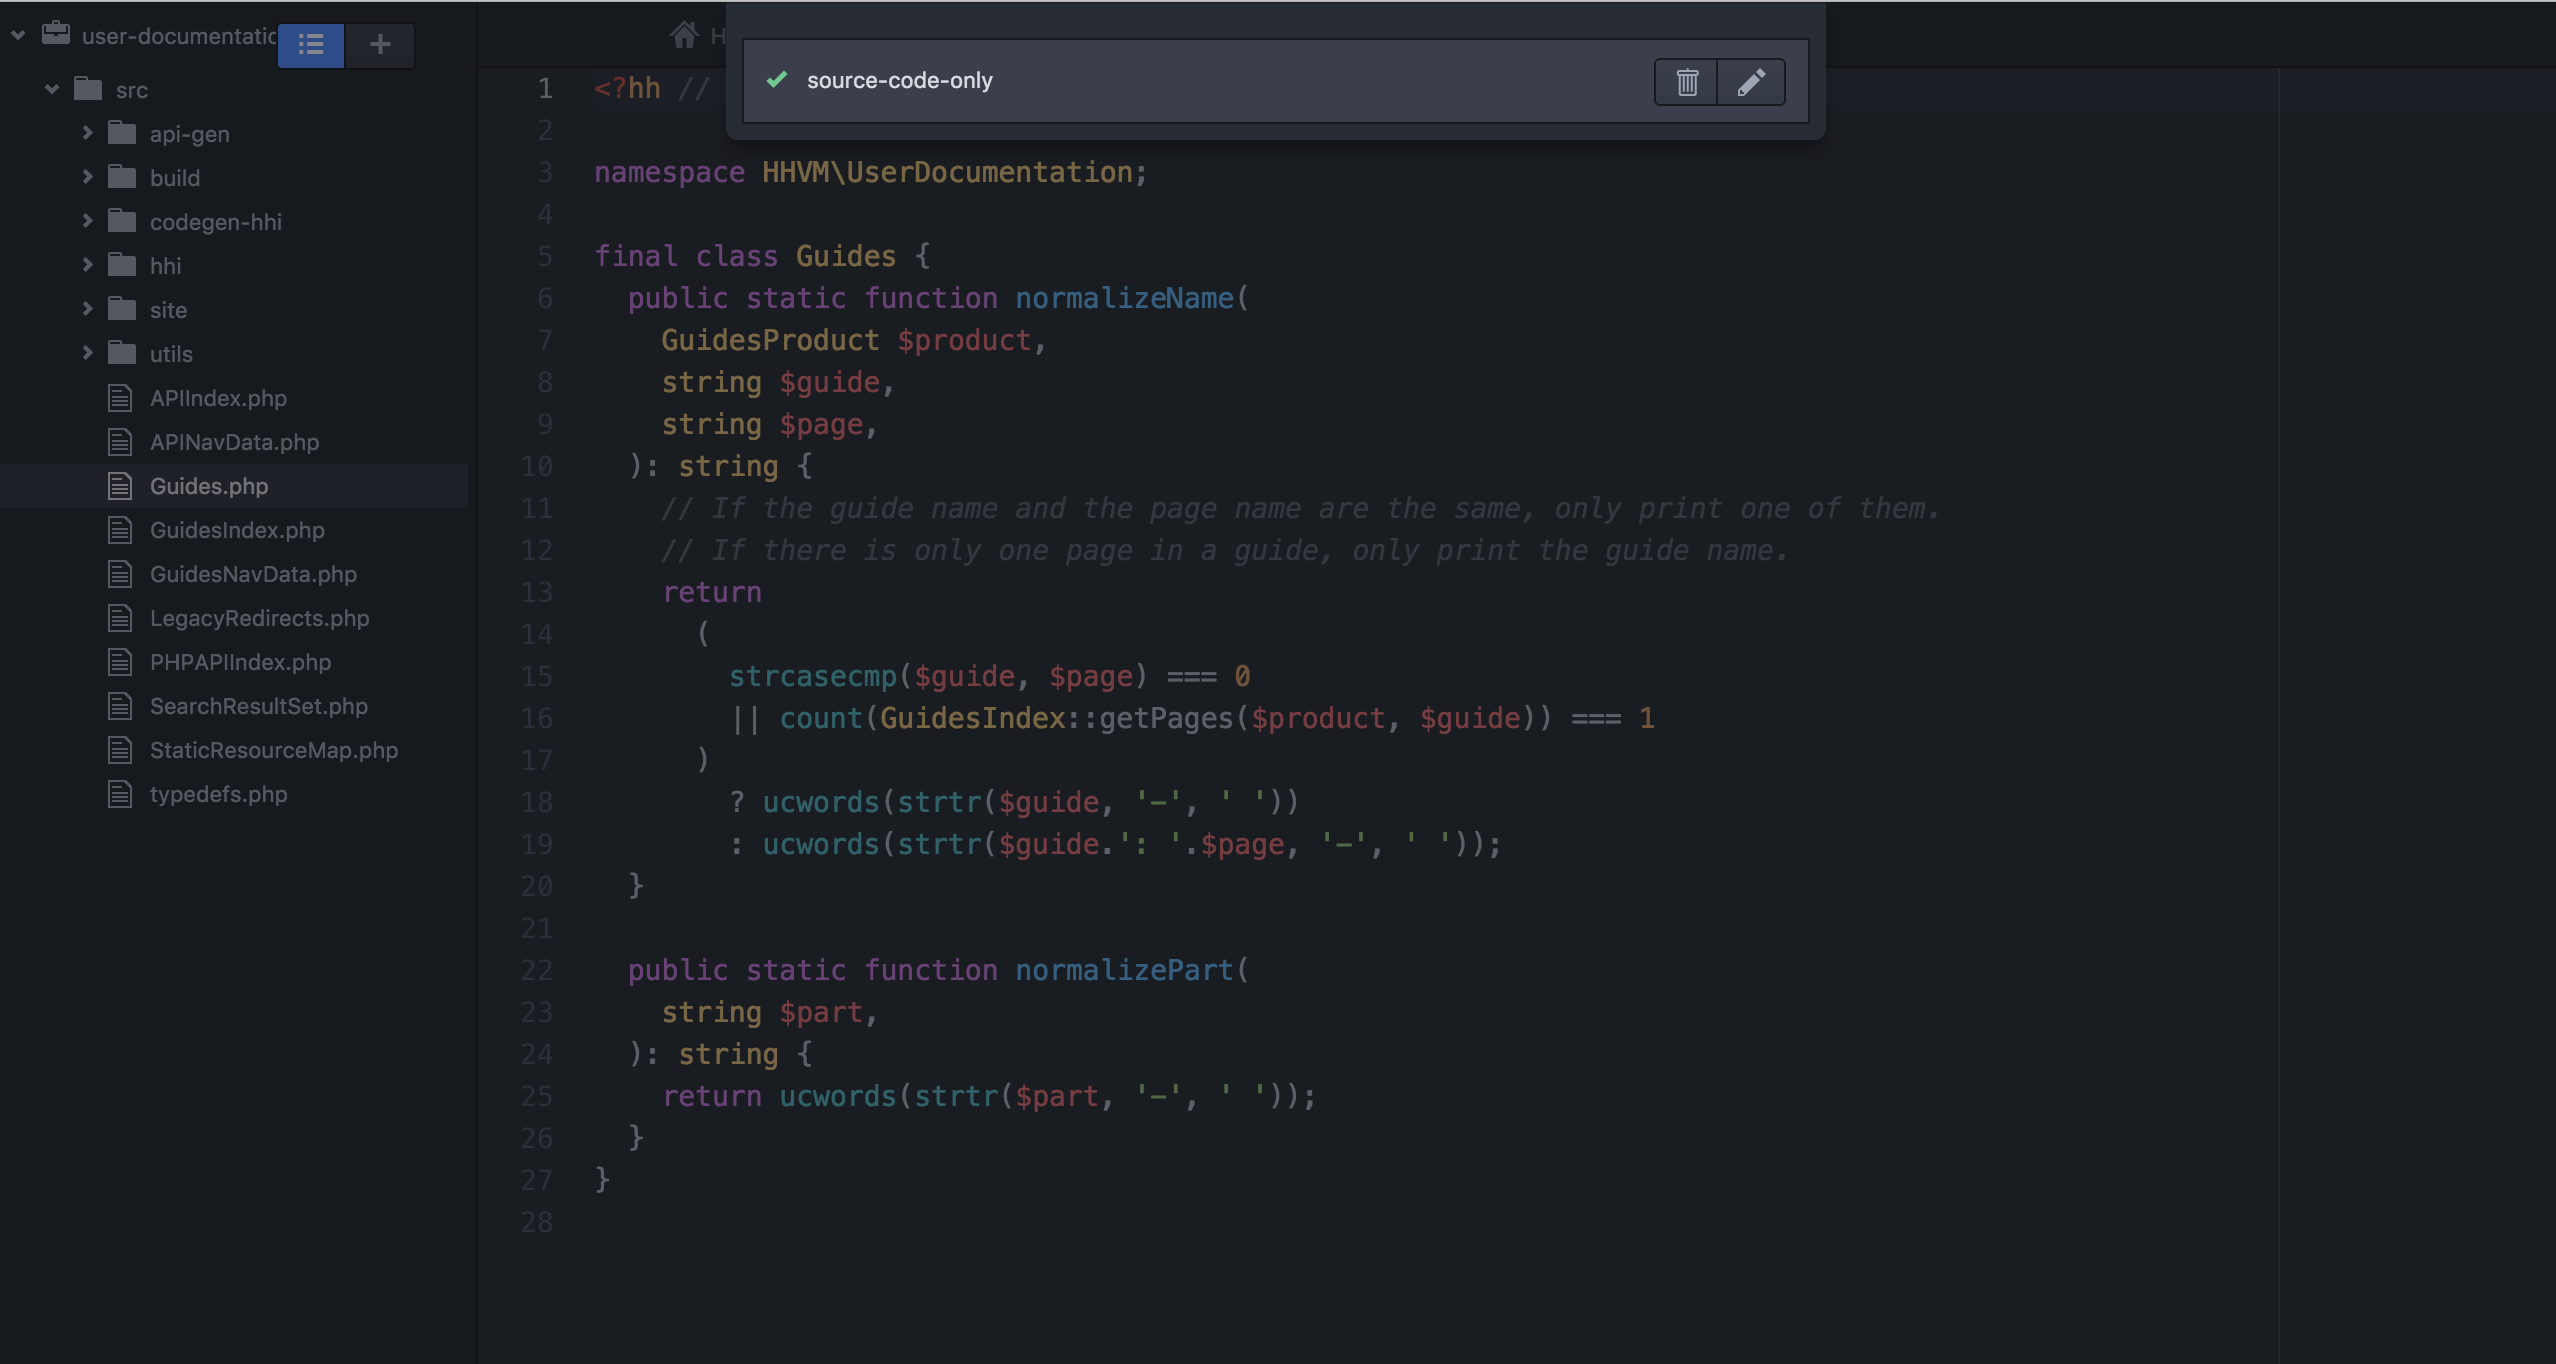 user-documentatio
src
api-gen
build
codegen-hhi
hhi
site
utils
APIIndex.php
APINavData.php
Guides.php
GuidesIndex.php
GuidesNavData.php
LegacyRedirects.php
PHPAPIIndex.php
SearchResultSet.php
StaticResourceMap.php
typedefs.php
H
source-code-only
1 <?hh //
2
3 namespace HHVM\UserDocumentation;
4
5 final class Guides {
6 public static function normalizeName(
7 GuidesProduct $product,
8 string $guide,
9 string $page,
10 ): string {
11 // If the guide name and the page name are the same, only print one of them.
12 // If there is only one page in a guide, only print the guide name.
13 return
14 (
15 strcasecmp($guide, $page) === 0
16 || count(GuidesIndex::getPages($product, $guide)) === 1
17 )
18 ? ucwords(strtr($guide, '-', ' '))
19 : ucwords(strtr($guide.': '.$page, '-', ' '));
20 }
21
22 public static function normalizePart(
23 string $part,
24 ): string {
25 return ucwords(strtr($part, '-', ' '));
26 }
27 }
28